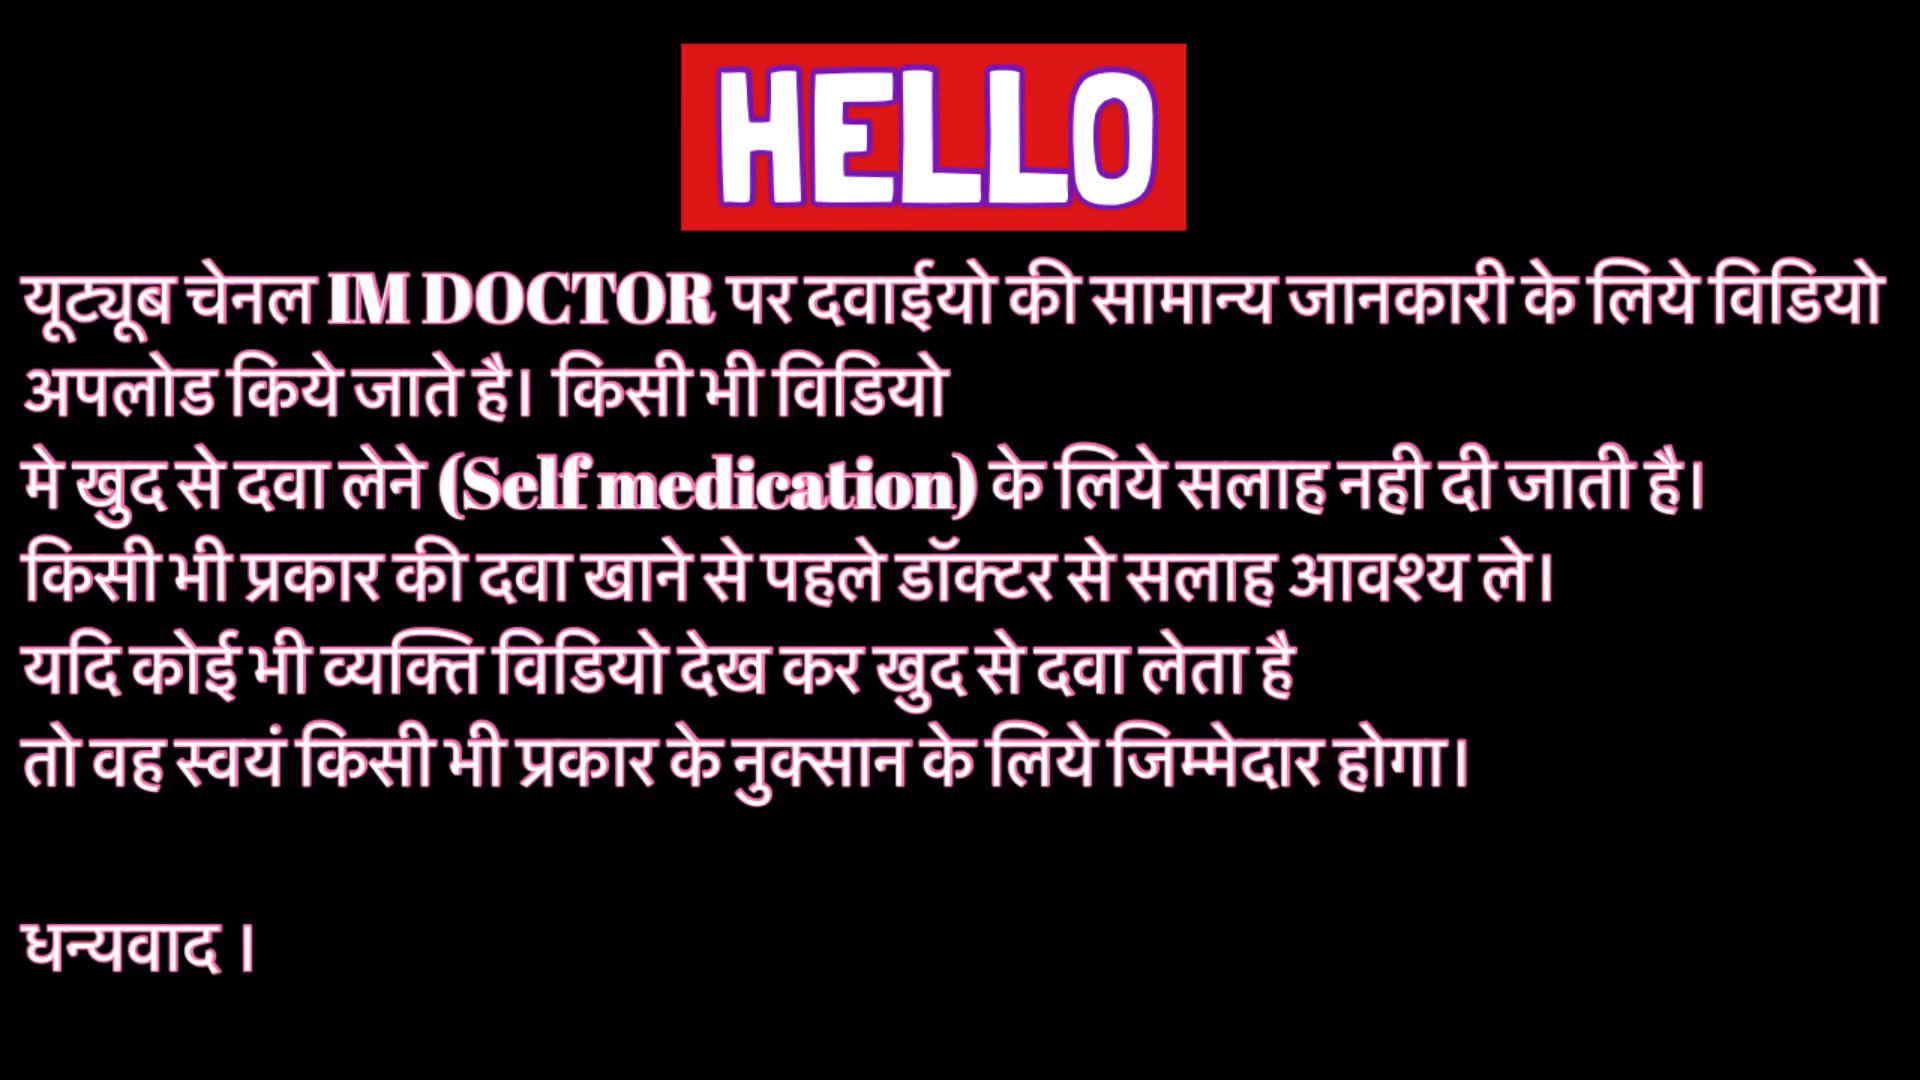 HELLO
यूट्यूब चेनल IM DOCTOR पर दवाईयो की सामान्य जानकारी के लिये विडियो
अपलोड किये जाते है। किसी भी विडियो
मे खुद से दवा लेने (Self medication) के लिये सलाह नही दी जाती है।
किसी भी प्रकार की दवा खाने से पहले डॉक्टर से सलाह आवश्य ले।
यदि कोई भी व्यक्ति विडियो देख कर खुद से दवा लेता है
तो वह स्वयं किसी भी प्रकार के नुक्सान के लिये जिम्मेदार होगा।
धन्यवाद ।